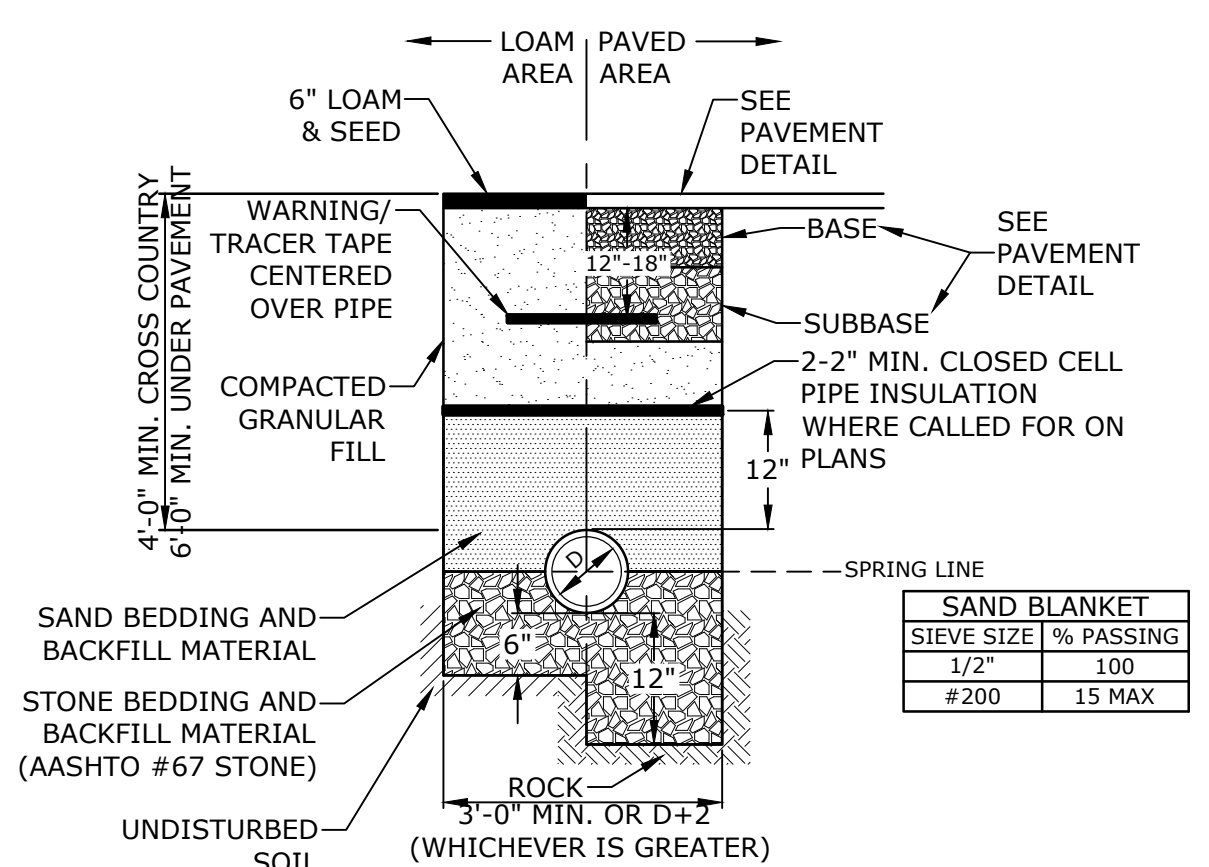 LOAM AREA
PAVED AREA
6" LOAM
& SEED
SEE
PAVEMENT
DETAIL
4'-0" MIN. CROSS COUNTRY
6'-0" MIN. UNDER PAVEMENT
WARNING/
TRACER TAPE
CENTERED
OVER PIPE
12"-18"
BASE
SEE
PAVEMENT
DETAIL
SUBBASE
COMPACTED
GRANULAR
FILL
2-2" MIN. CLOSED CELL
PIPE INSULATION
WHERE CALLED FOR ON
PLANS
12"
D
SPRING LINE
SAND BEDDING AND
BACKFILL MATERIAL
6"
12"
STONE BEDDING AND
BACKFILL MATERIAL
(AASHTO #67 STONE)
SAND BLANKET
SIEVE SIZE % PASSING
1/2" 100
#200 15 MAX
ROCK
3'-0" MIN. OR D+2
(WHICHEVER IS GREATER)
UNDISTURBED
SOIL